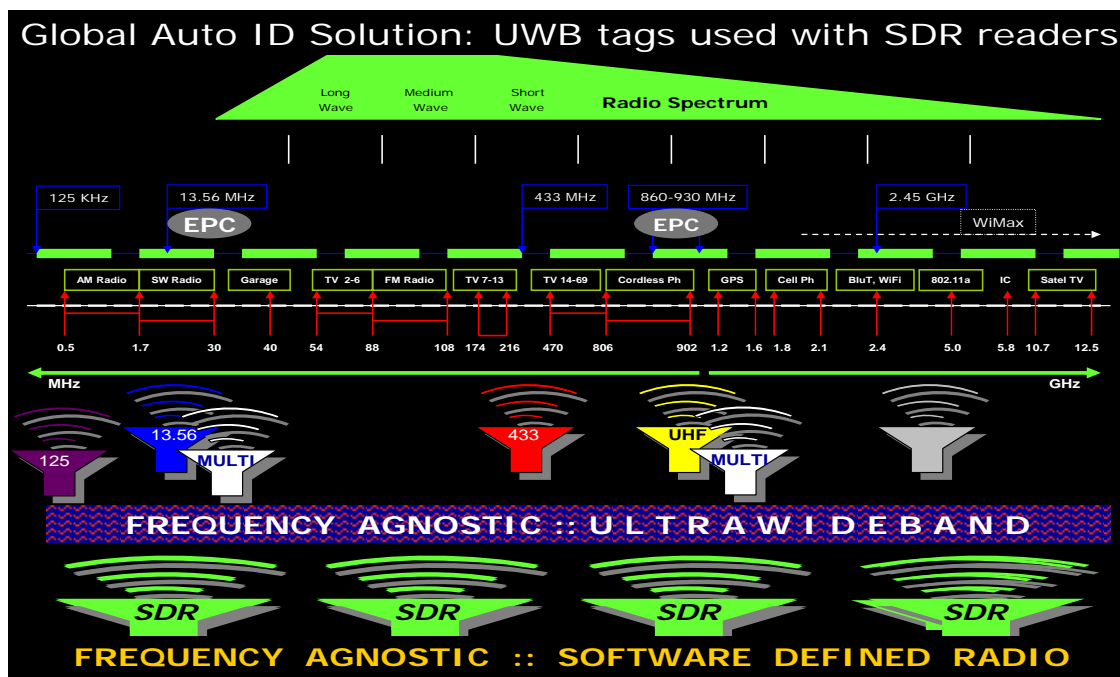 Global Auto ID Solution: UWB tags used with SDR readers
Long Wave
Medium Wave
Short Wave
Radio Spectrum
125 KHz
13.56 MHz
433 MHz
860-930 MHz
2.45 GHz
EPC
EPC
WiMax
AM Radio
SW Radio
Garage
TV 2-6
FM Radio
TV 7-13
TV 14-69
Cordless Ph
GPS
Cell Ph
BluT, WiFi
802.11a
IC
Satel TV
0.5
1.7
30
40
54
88
108
174
216
470
806
902
1.2
1.6
1.8
2.1
2.4
5.0
5.8
10.7
12.5
MHz
GHz
125
13.56
MULTI
433
UHF
MULTI
FREQUENCY AGNOSTIC :: U L T R A W I D E B A N D
SDR
SDR
SDR
SDR
FREQUENCY AGNOSTIC :: SOFTWARE DEFINED RADIO